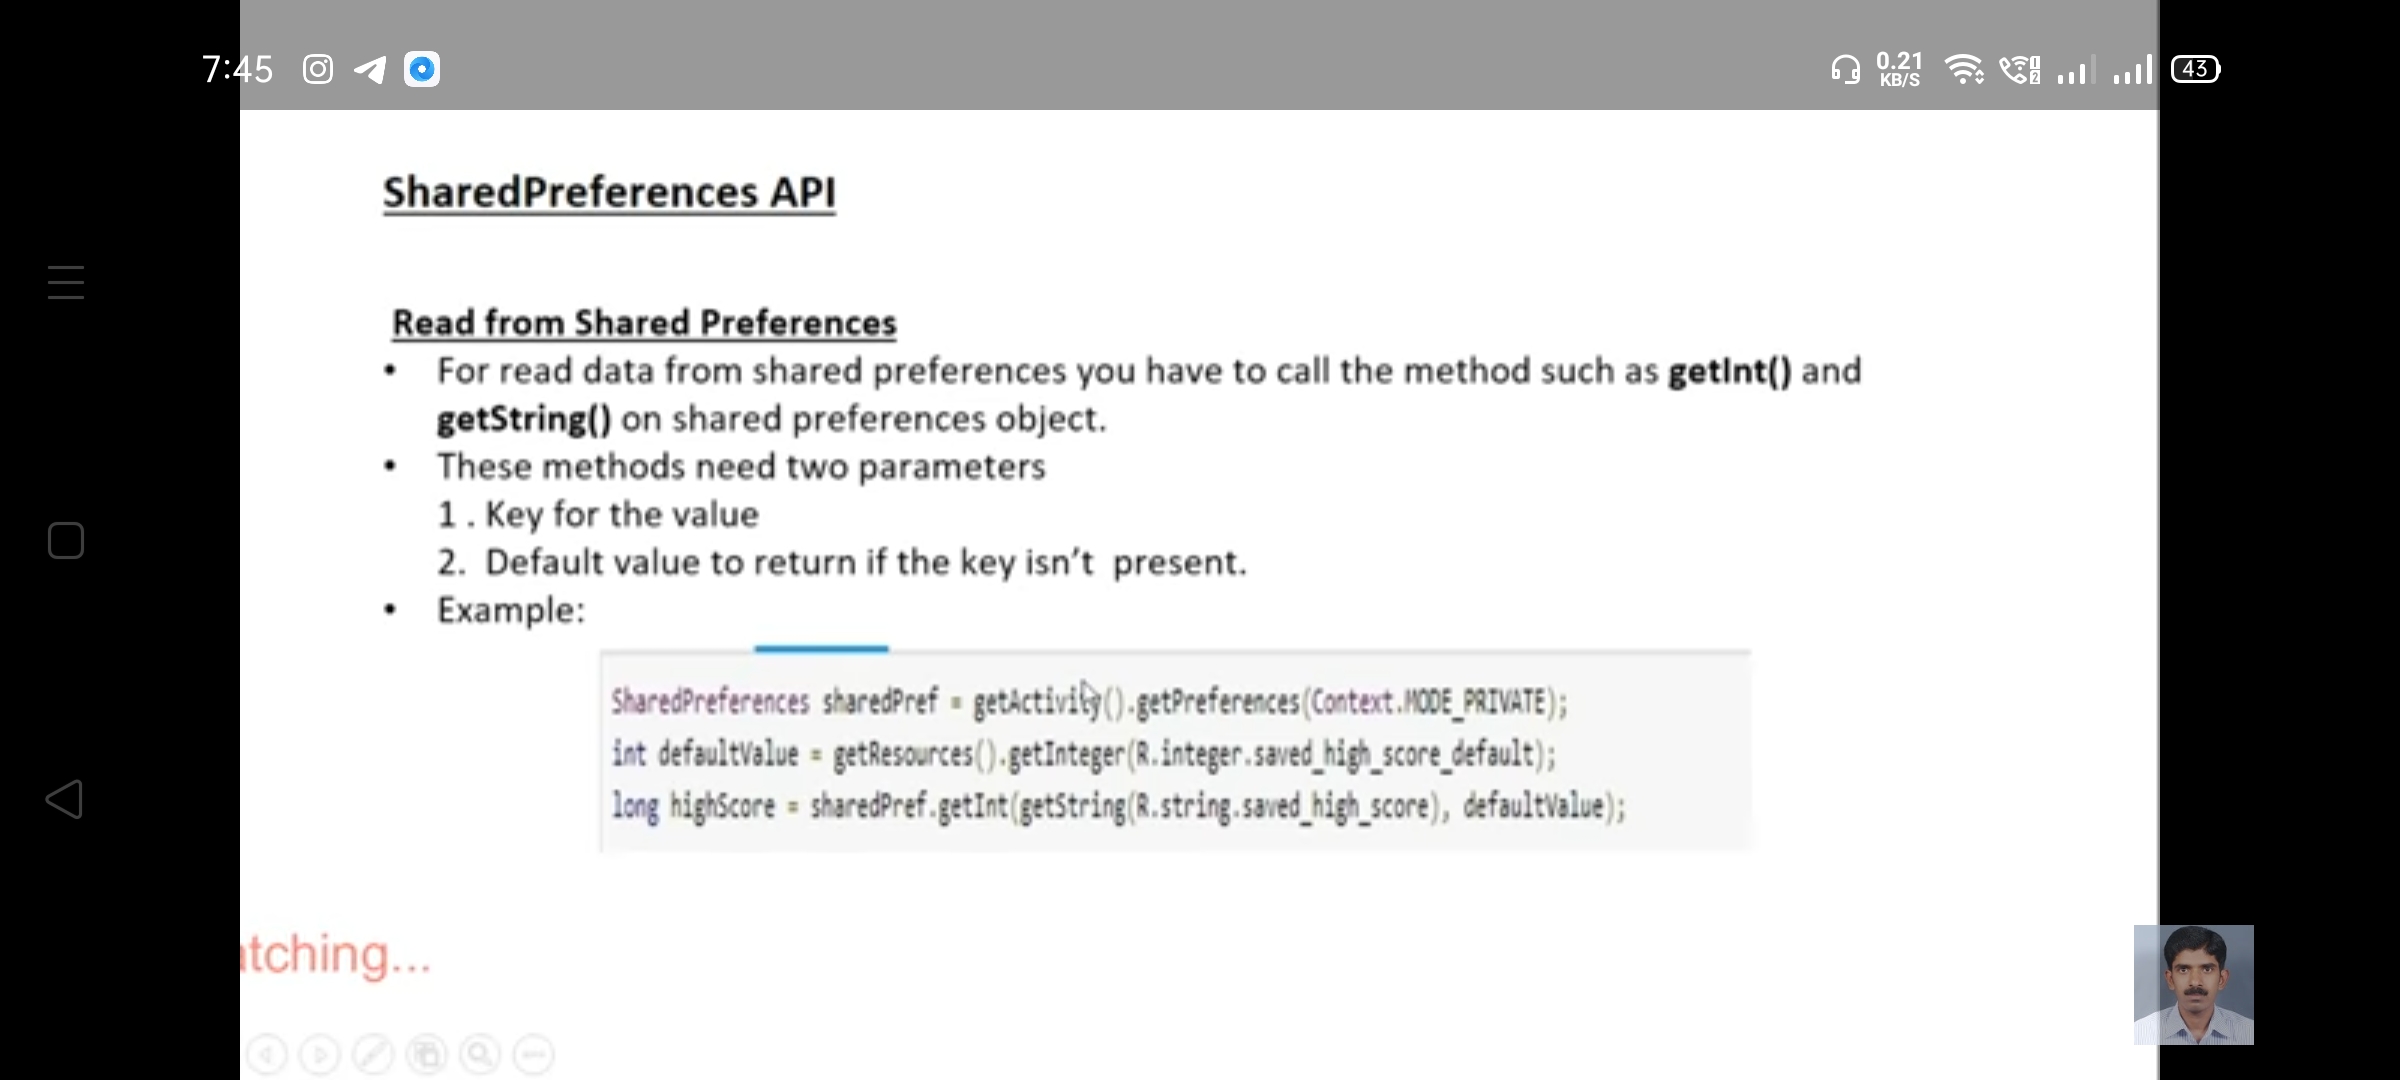 7:45
0.21
KB/S
1
2
43
SharedPreferences API
Read from Shared Preferences
• For read data from shared preferences you have to call the method such as getInt() and
getString() on shared preferences object.
• These methods need two parameters
1 . Key for the value
2. Default value to return if the key isn't present.
• Example:
SharedPreferences sharedPref = getActivity().getPreferences(Context.MODE_PRIVATE);
int defaultValue = getResources().getInteger(R.integer.saved_high_score_default);
long highScore = sharedPref.getInt(getString(R.string.saved_high_score), defaultValue);
tching...